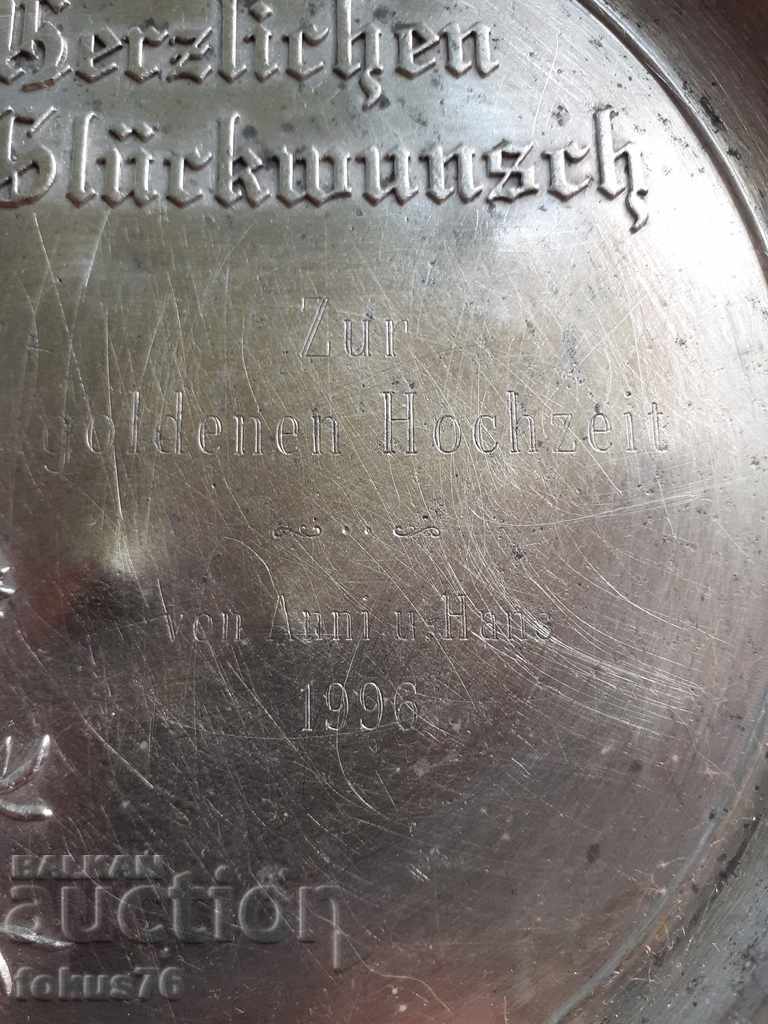 Herzlichen
Glückwunsch
Zur
goldenen Hochzeit
von Anni u. Hans
1996
BALKAN
auction
fokus76